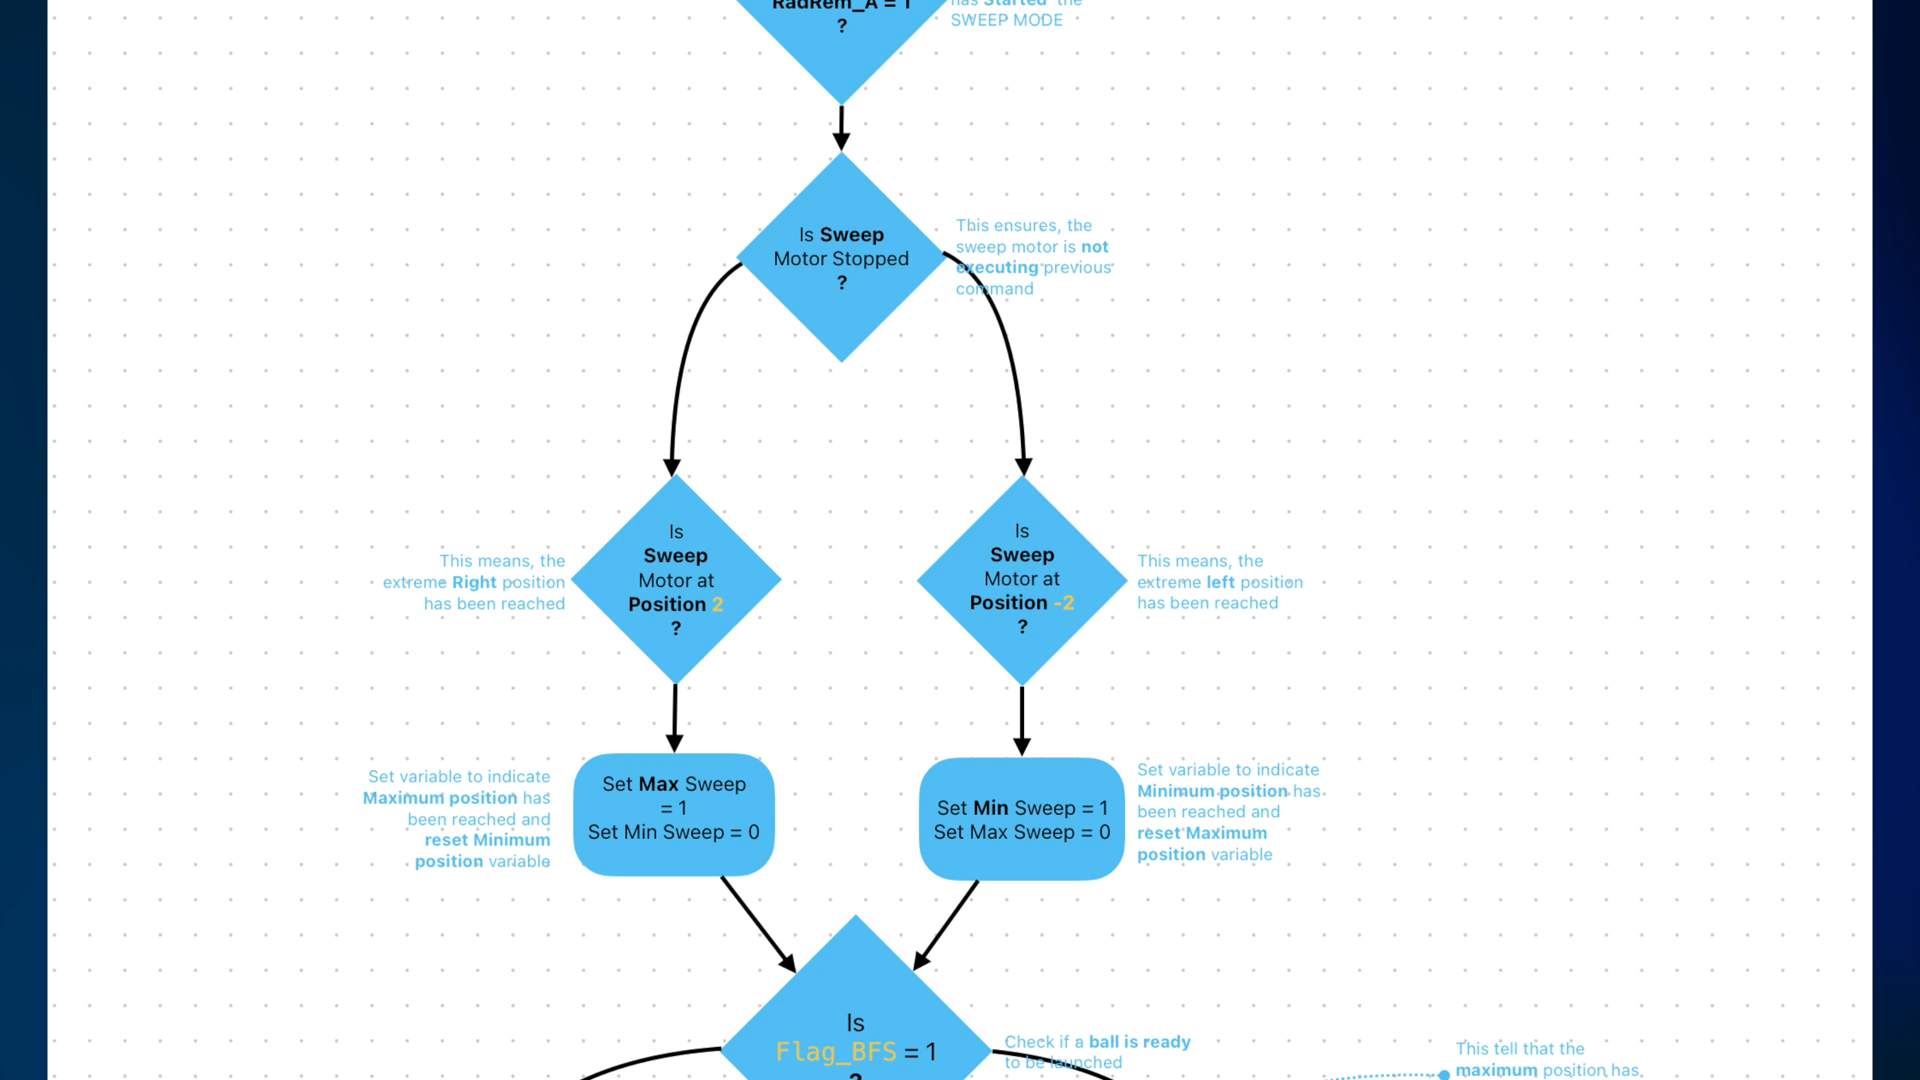 RadRem_A = 1
?
has Started the
SWEEP MODE
Is Sweep
Motor Stopped
?
This ensures, the
sweep motor is not
executing previous
command
Is
Sweep
Motor at
Position 2
?
This means, the
extreme Right position
has been reached
Is
Sweep
Motor at
Position -2
?
This means, the
extreme left position
has been reached
Set variable to indicate
Maximum position has
been reached and
reset Minimum
position variable
Set Max Sweep
= 1
Set Min Sweep = 0
Set Min Sweep = 1
Set Max Sweep = 0
Set variable to indicate
Minimum position has
been reached and
reset Maximum
position variable
Is
Flag_BFS = 1
?
Check if a ball is ready
to be launched
This tell that the
maximum position has